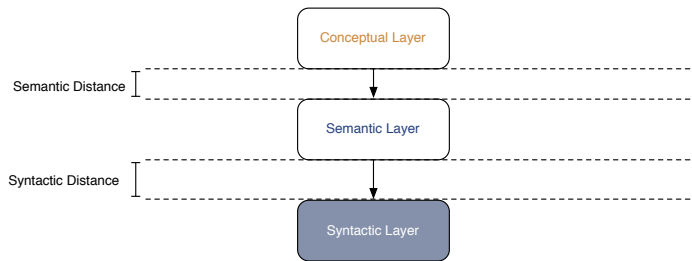 Conceptual Layer
Semantic Distance
Semantic Layer
Syntactic Distance
Syntactic Layer